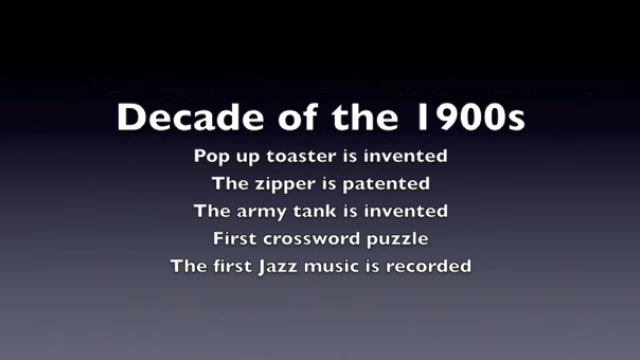 Decade of the 1900s
Pop up toaster is invented
The zipper is patented
The army tank is invented
First crossword puzzle
The first Jazz music is recorded